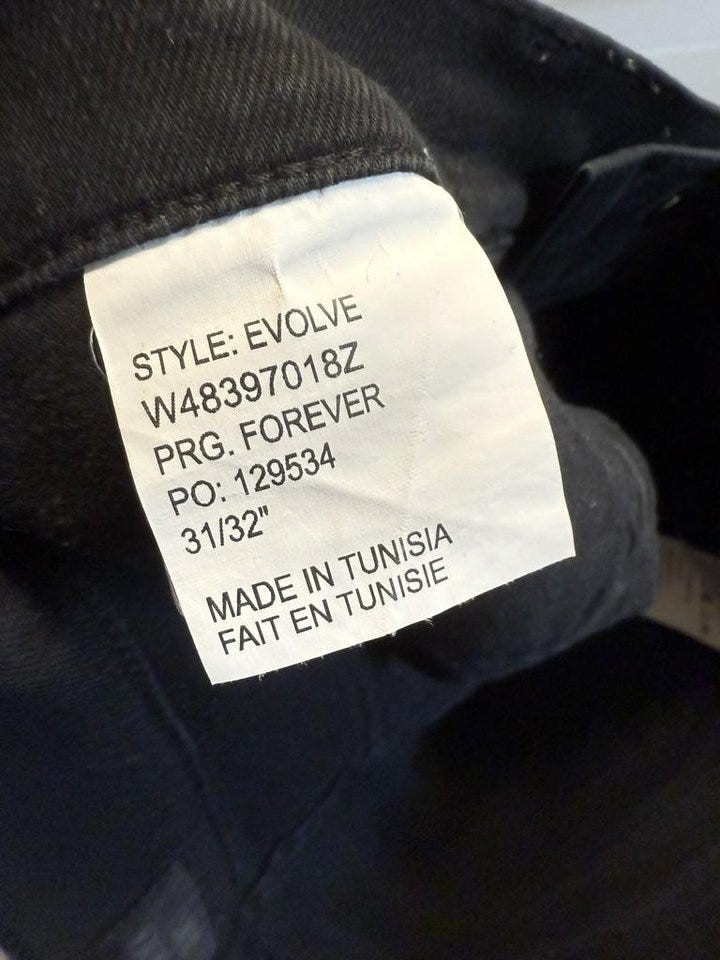 STYLE: EVOLVE
W48397018Z
PRG. FOREVER
PO: 129534
31/32"
MADE IN TUNISIA
FAIT EN TUNISIE